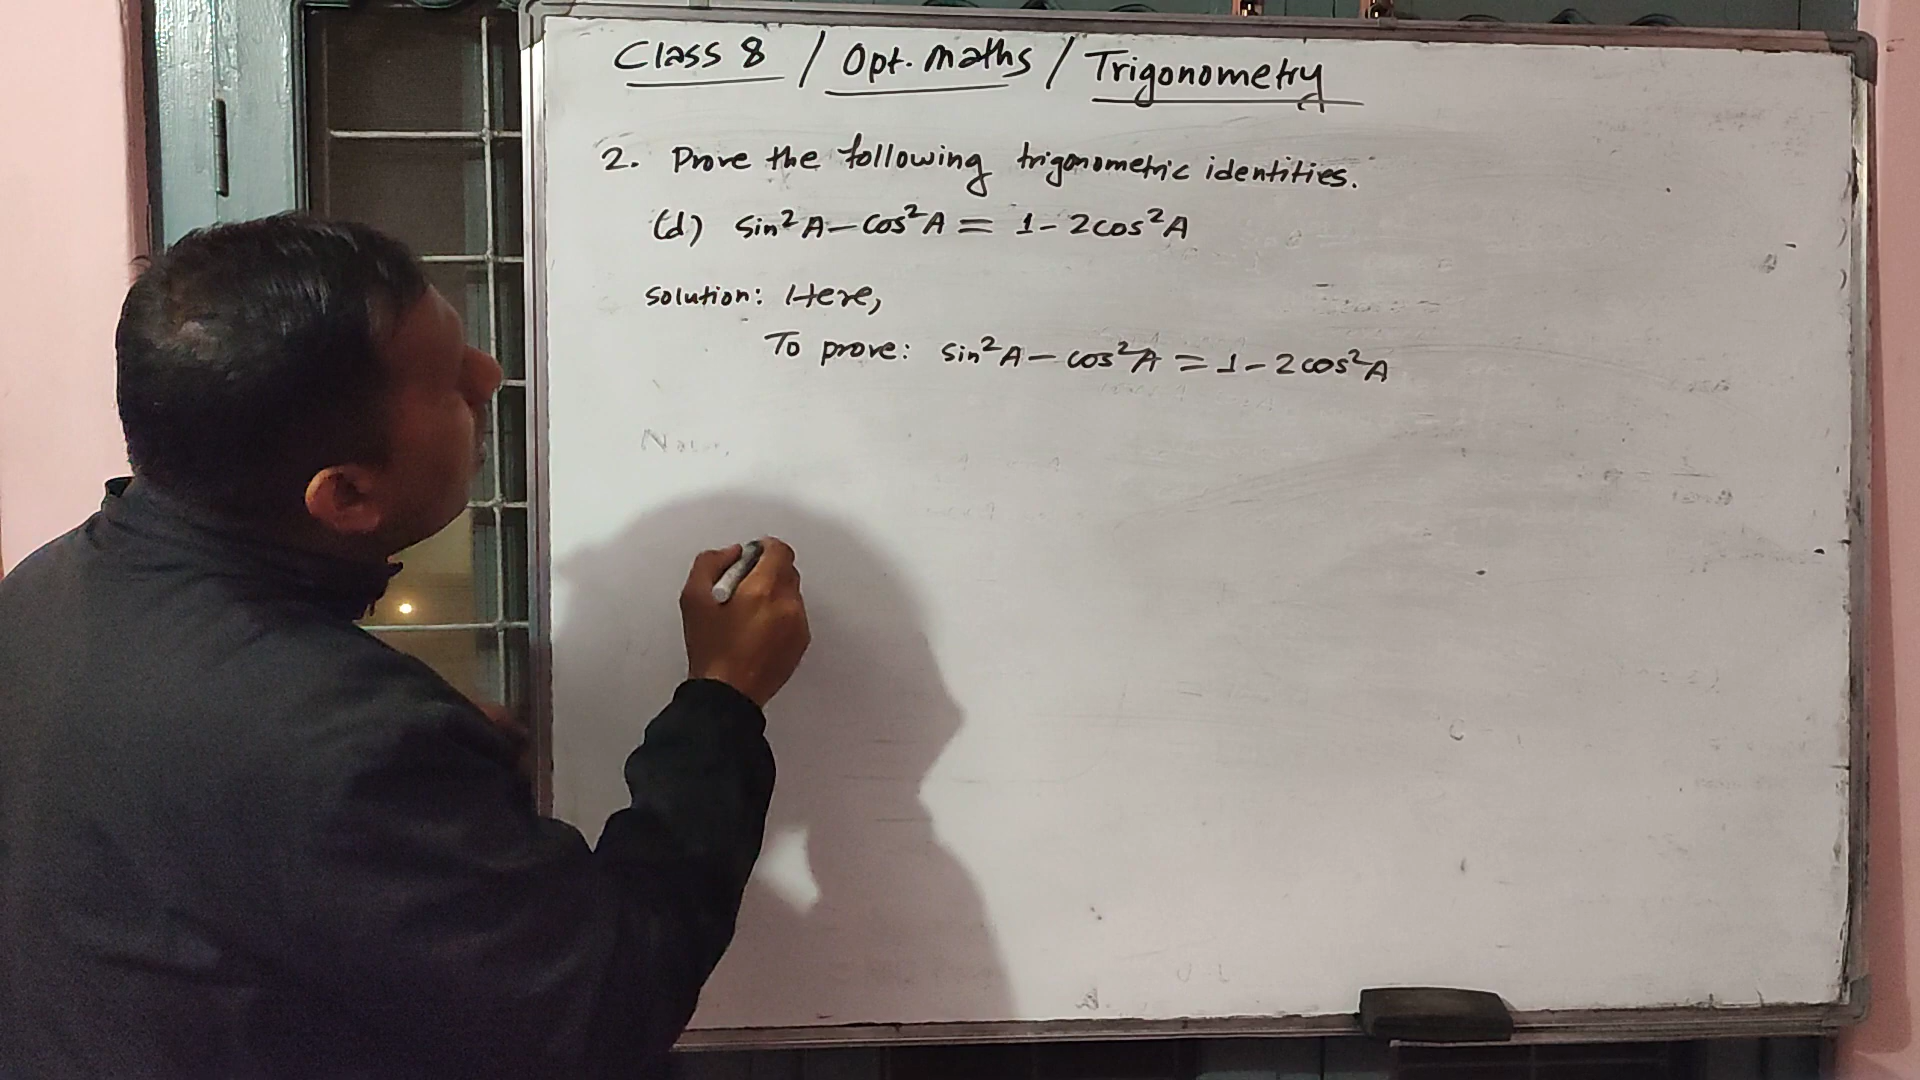 Class 8 / Opt. maths / Trigonometry
2. Prove the following trigonometric identities.
(d) sin²A - cos²A = 1 - 2cos²A
Solution: Here,
To prove: sin²A - cos²A = 1 - 2cos²A